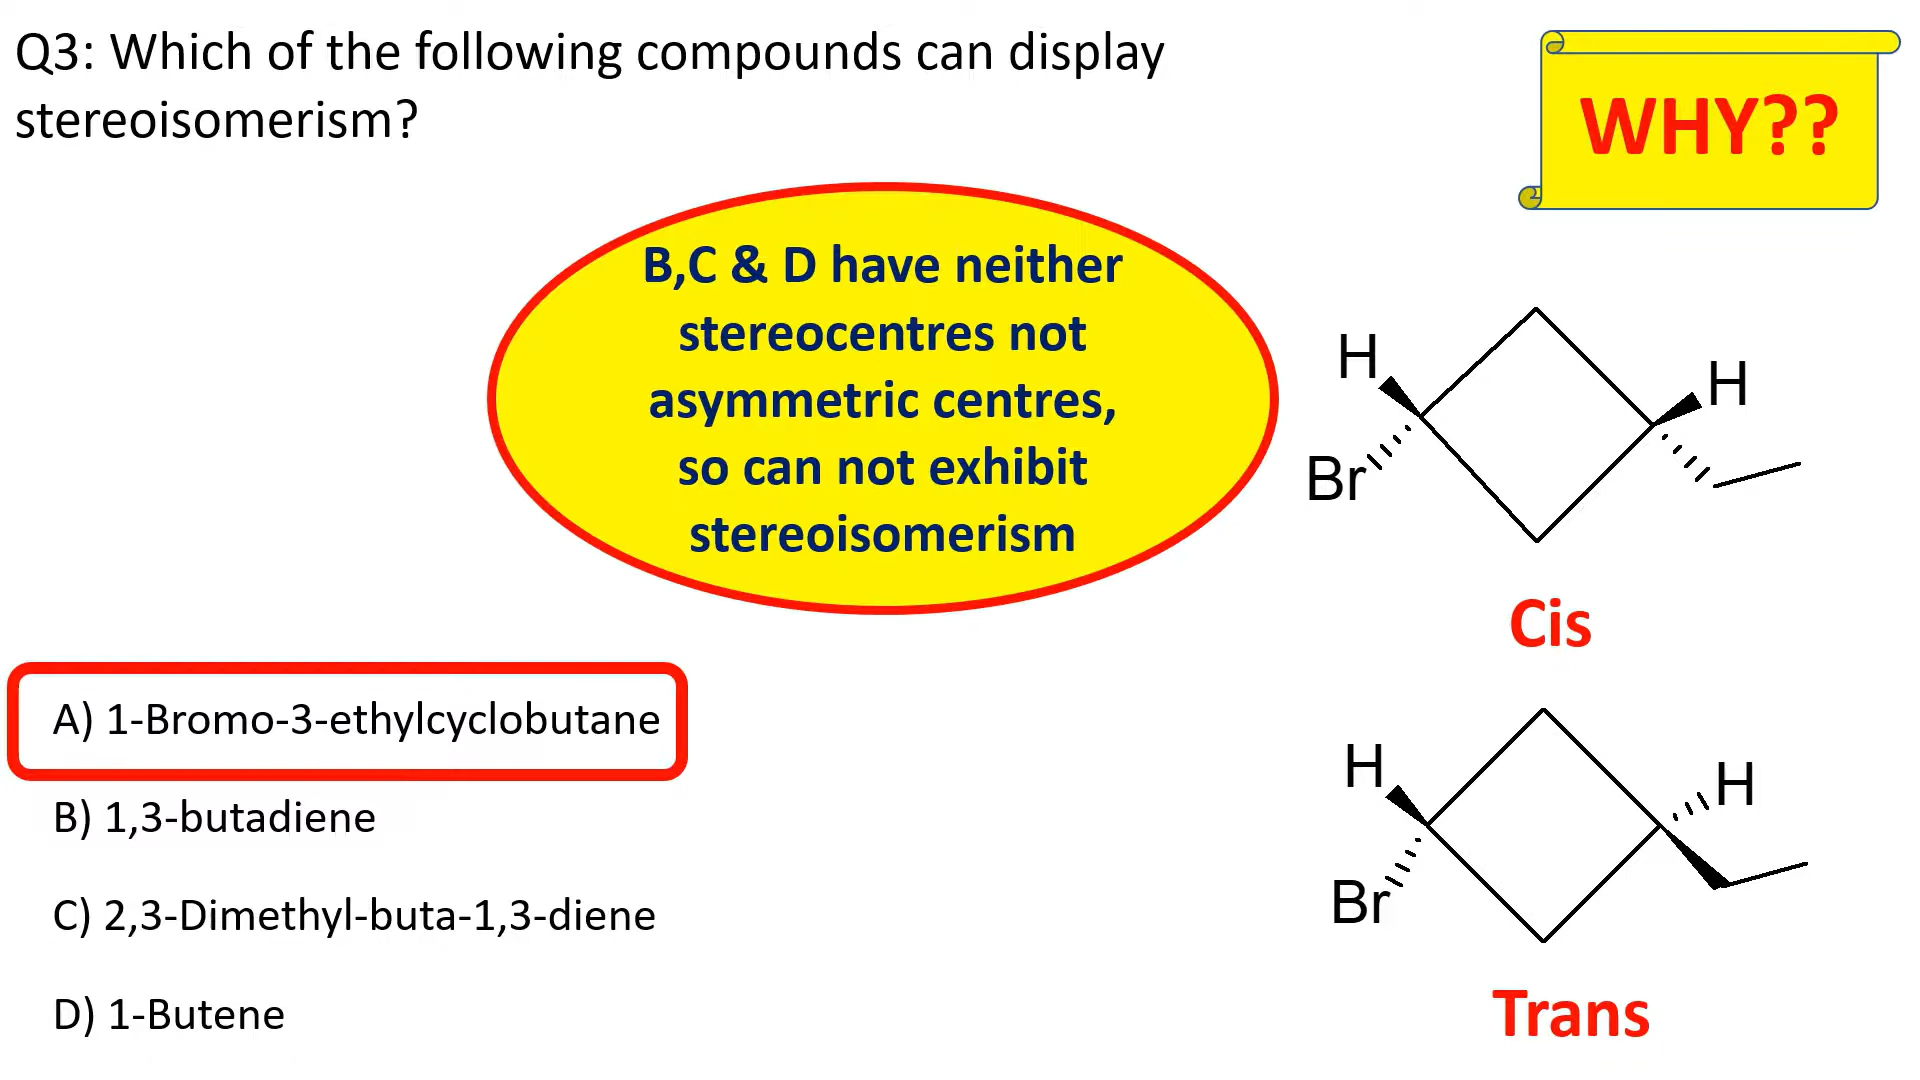 Q3: Which of the following compounds can display
stereoisomerism?
WHY??
B,C & D have neither
stereocentres not
asymmetric centres,
so can not exhibit
stereoisomerism
H
H
Br
Cis
A) 1-Bromo-3-ethylcyclobutane
B) 1,3-butadiene
C) 2,3-Dimethyl-buta-1,3-diene
D) 1-Butene
H
H
Br
Trans